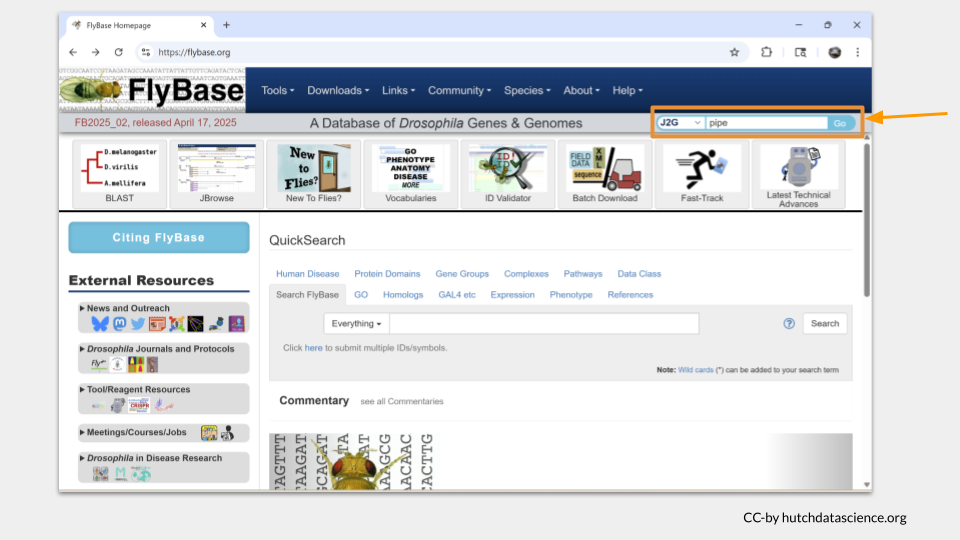 FlyBase Homepage
https://flybase.org
FlyBase
Tools Downloads Links Community Species About Help
FB2025_02, released April 17, 2025
A Database of Drosophila Genes & Genomes
J2G pipe Go
D.melanogaster
D.virilis
A.mellifera
BLAST
JBrowse
New to Flies?
New To Flies?
GO
PHENOTYPE
ANATOMY
DISEASE
MORE
Vocabularies
ID!
ID Validator
FIELD
DATA
sequence
XML
Batch Download
Fast-Track
Latest Technical
Advances
Citing FlyBase
External Resources
News and Outreach
Drosophila Journals and Protocols
Fly
Tool/Reagent Resources
CRISPR
Meetings/Courses/Jobs
Drosophila in Disease Research
QuickSearch
Human Disease Protein Domains Gene Groups Complexes Pathways Data Class
Search FlyBase GO Homologs GAL4 etc Expression Phenotype References
Everything
Search
Click here to submit multiple IDs/symbols.
Note: Wild cards (*) can be added to your search term
Commentary see all Commentaries
CC-by hutchdatascience.org